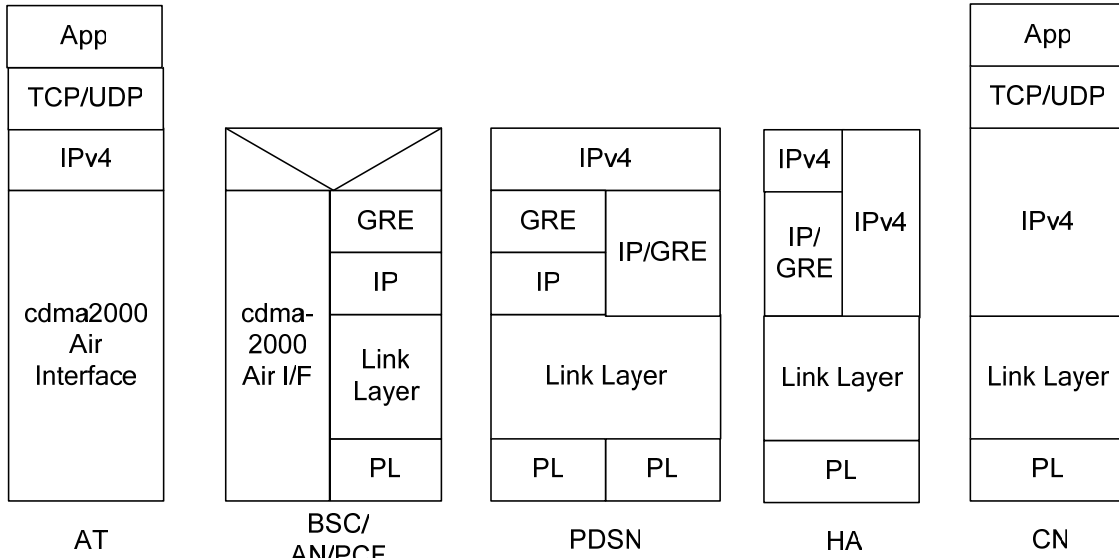 App
TCP/UDP
IPv4
cdma2000
Air
Interface
AT
cdma-
2000
Air I/F
GRE
IP
Link
Layer
PL
BSC/
AN/PCF
IPv4
GRE
IP
IP/GRE
Link Layer
PL
PL
PDSN
IPv4
IP/
GRE
IPv4
Link Layer
PL
HA
App
TCP/UDP
IPv4
Link Layer
PL
CN